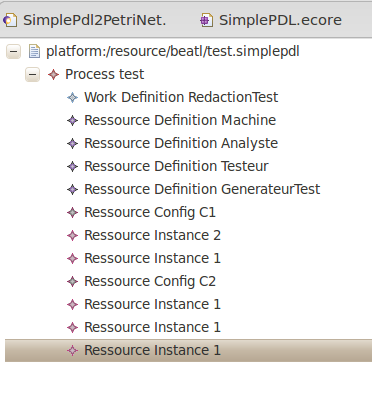 SimplePdl2PetriNet. SimplePDL.ecore
platform:/resource/beatl/test.simplepdl
Process test
Work Definition RedactionTest
Ressource Definition Machine
Ressource Definition Analyste
Ressource Definition Testeur
Ressource Definition GenerateurTest
Ressource Config C1
Ressource Instance 2
Ressource Instance 1
Ressource Config C2
Ressource Instance 1
Ressource Instance 1
Ressource Instance 1